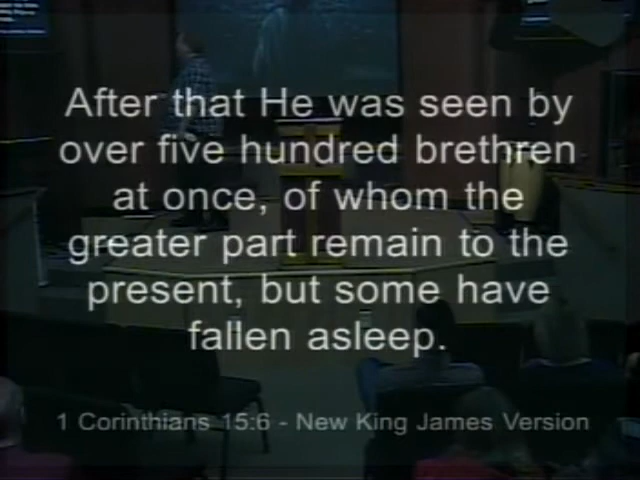 After that He was seen by
over five hundred brethren
at once, of whom the
greater part remain to the
present, but some have
fallen asleep.
1 Corinthians 15:6 - New King James Version